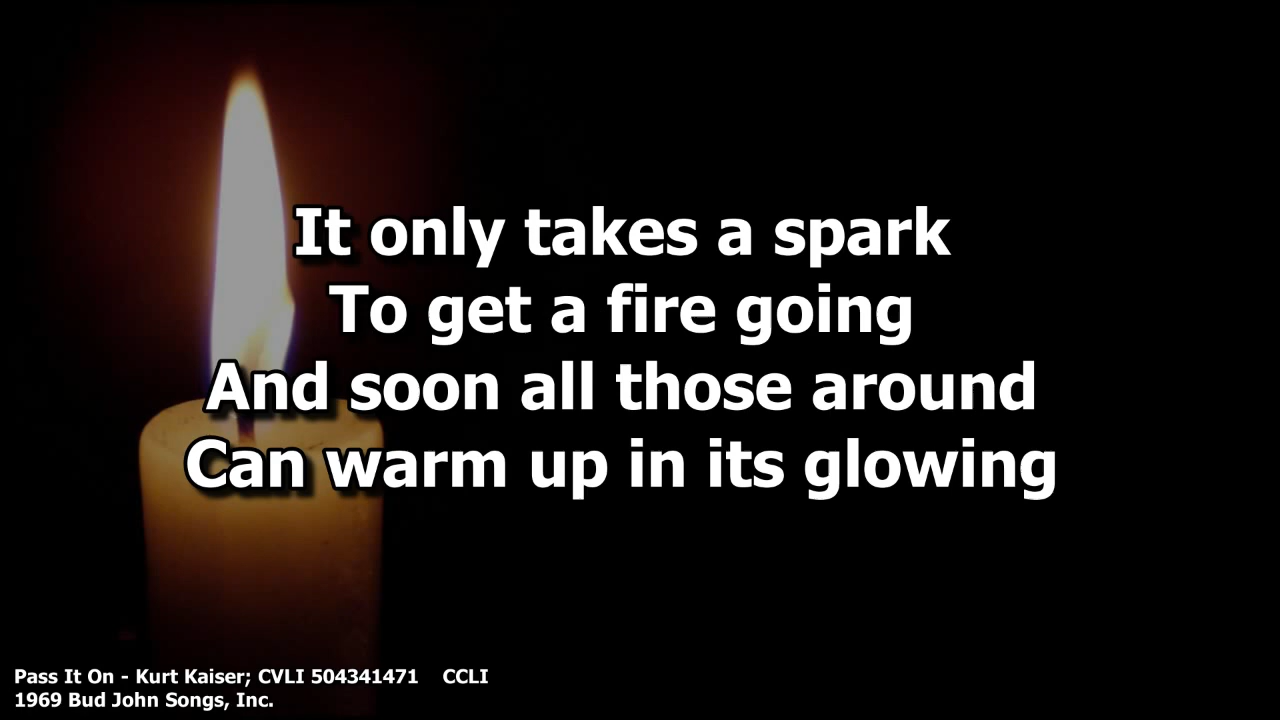 It only takes a spark
To get a fire going
And soon all those around
Can warm up in its glowing
Pass It On - Kurt Kaiser; CVLI 504341471    CCLI
1969 Bud John Songs, Inc.